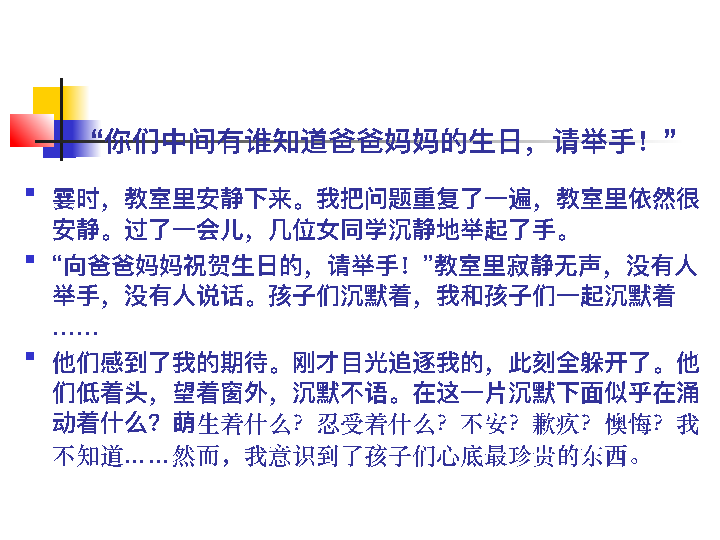 “你们中间有谁知道爸爸妈妈的生日，请举手！”
霎时，教室里安静下来。我把问题重复了一遍，教室里依然很
安静。过了一会儿，几位女同学沉静地举起了手。
“向爸爸妈妈祝贺生日的，请举手！”教室里寂静无声，没有人
举手，没有人说话。孩子们沉默着，我和孩子们一起沉默着
……
他们感到了我的期待。刚才目光追逐我的，此刻全躲开了。他
们低着头，望着窗外，沉默不语。在这一片沉默下面似乎在涌
动着什么？萌生着什么？忍受着什么？不安？歉疚？懊悔？我
不知道……然而，我意识到了孩子们心底最珍贵的东西。